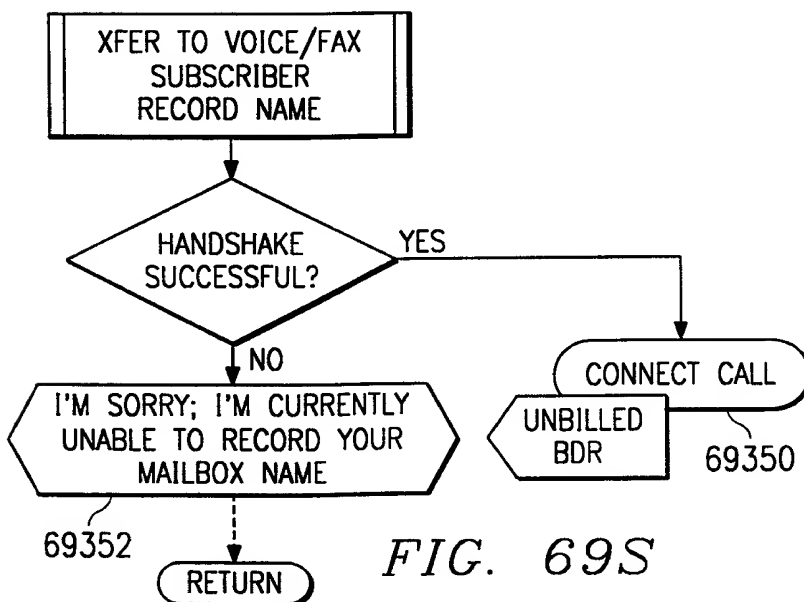 XFER TO VOICE/FAX
SUBSCRIBER
RECORD NAME
HANDSHAKE
SUCCESSFUL?
YES
NO
CONNECT CALL
UNBILLED
BDR
69350
I'M SORRY; I'M CURRENTLY
UNABLE TO RECORD YOUR
MAILBOX NAME
69352
RETURN
FIG. 69S